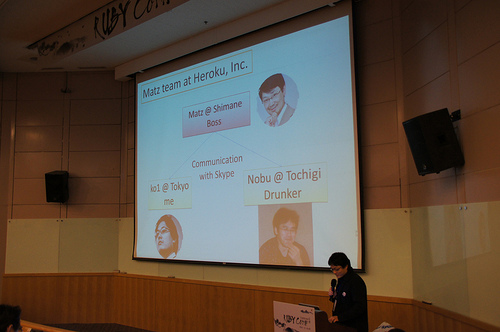 RUBY CONF
Matz team at Heroku, Inc.
Matz @ Shimane
Boss
Communication
with Skype
ko1 @ Tokyo
me
Nobu @ Tochigi
Drunker
RUBY CONF